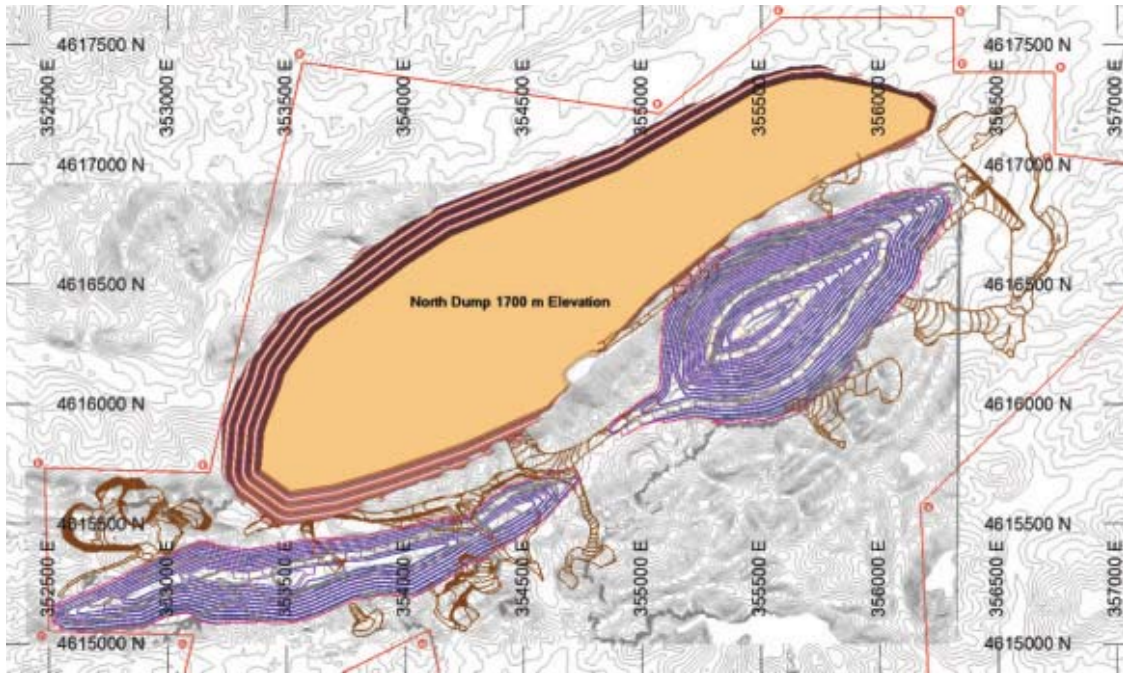 4617500 N
4617500 N
352500 E
353000 E
353500 E
354000 E
354500 E
355000 E
355500 E
356000 E
356500 E
357000 E
4617000 N
4617000 N
4616500 N
4616500 N
North Dump 1700 m Elevation
4616000 N
4616000 N
4615500 N
4615500 N
352500 E
353000 E
353500 E
354000 E
354500 E
355000 E
355500 E
356000 E
356500 E
357000 E
4615000 N
4615000 N